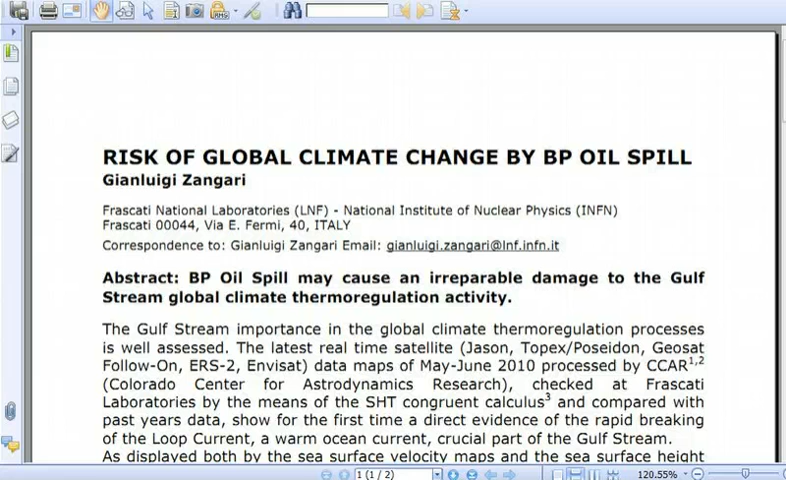 RMS
RISK OF GLOBAL CLIMATE CHANGE BY BP OIL SPILL
Gianluigi Zangari
Frascati National Laboratories (LNF) - National Institute of Nuclear Physics (INFN)
Frascati 00044, Via E. Fermi, 40, ITALY
Correspondence to: Gianluigi Zangari Email: gianluigi.zangari@lnf.infn.it
Abstract: BP Oil Spill may cause an irreparable damage to the Gulf
Stream global climate thermoregulation activity.
The Gulf Stream importance in the global climate thermoregulation processes
is well assessed. The latest real time satellite (Jason, Topex/Poseidon, Geosat
Follow-On, ERS-2, Envisat) data maps of May-June 2010 processed by CCAR1,2
(Colorado Center for Astrodynamics Research), checked at Frascati
Laboratories by the means of the SHT congruent calculus3 and compared with
past years data, show for the first time a direct evidence of the rapid breaking
of the Loop Current, a warm ocean current, crucial part of the Gulf Stream.
As displayed both by the sea surface velocity maps and the sea surface height
1 (1 / 2)
120.55%